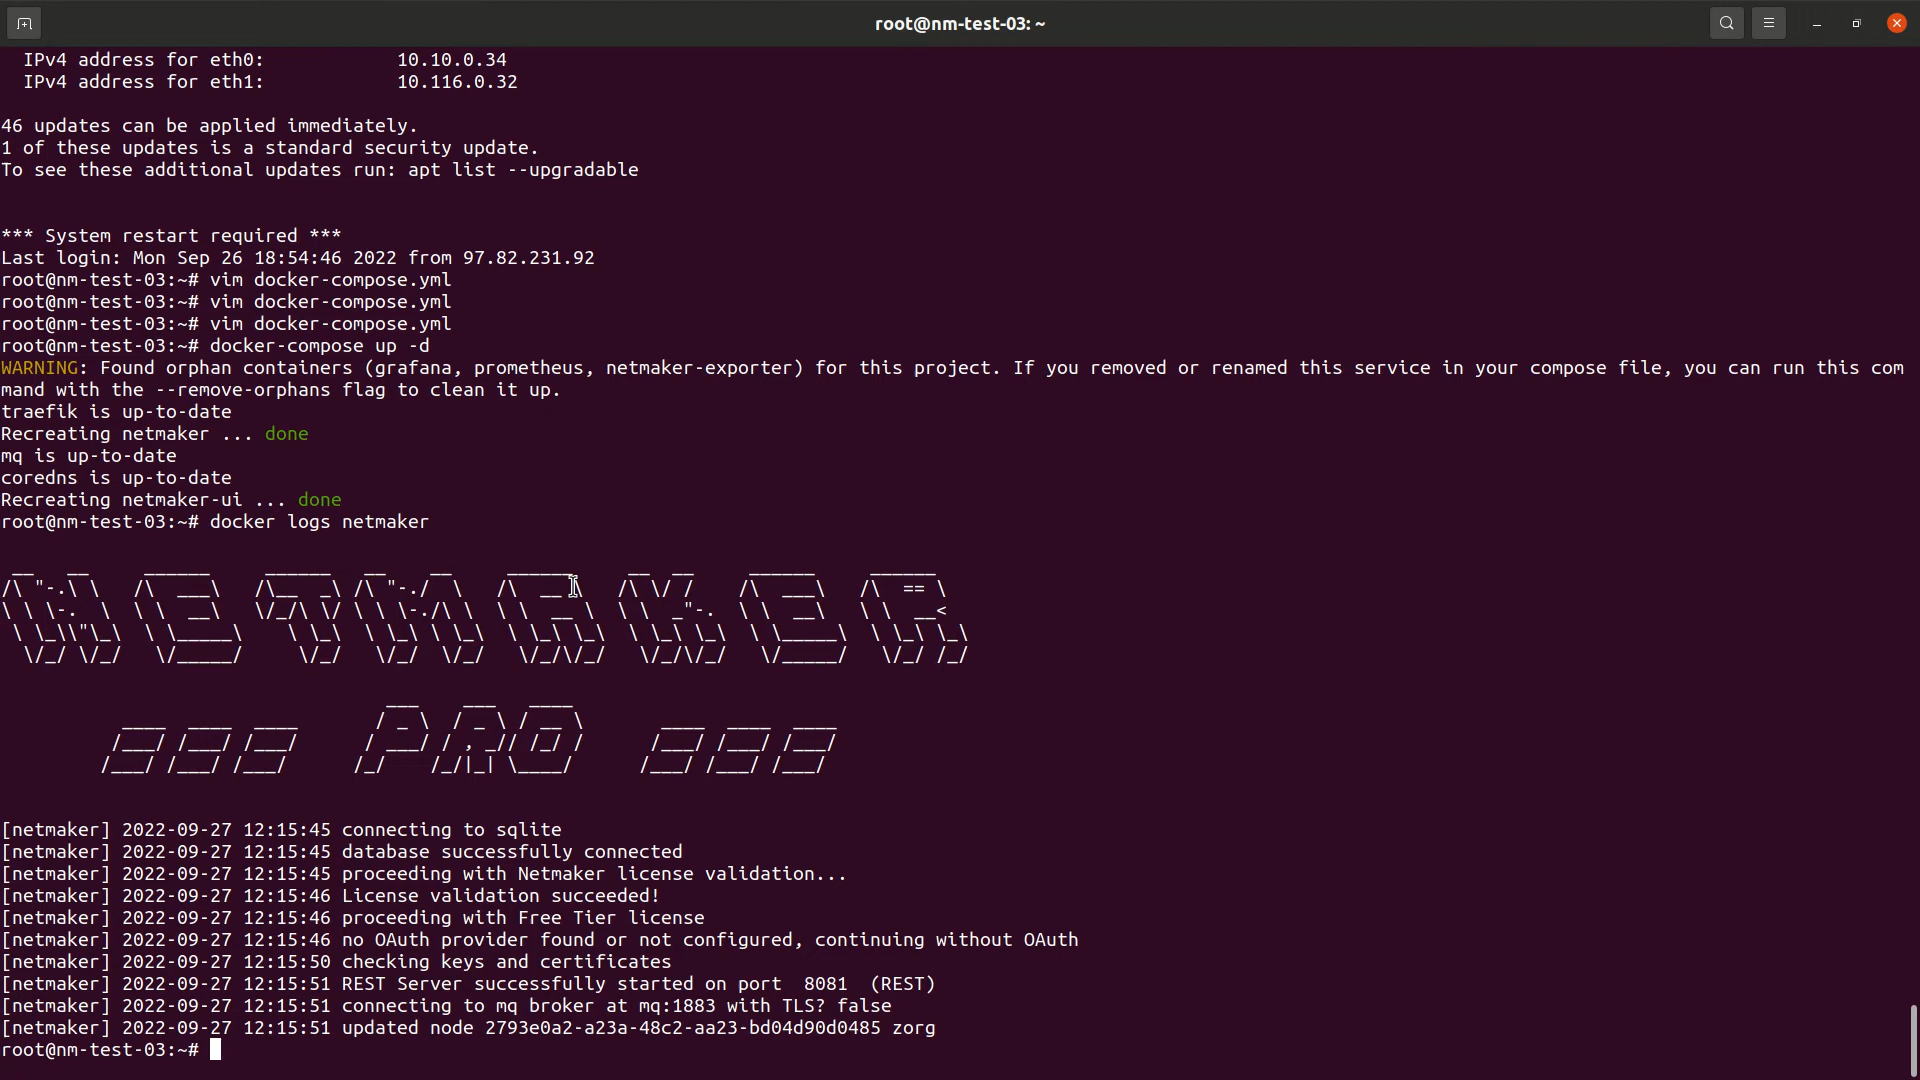 root@nm-test-03: ~
  IPv4 address for eth0:            10.10.0.34
  IPv4 address for eth1:            10.116.0.32
46 updates can be applied immediately.
1 of these updates is a standard security update.
To see these additional updates run: apt list --upgradable
*** System restart required ***
Last login: Mon Sep 26 18:54:46 2022 from 97.82.231.92
root@nm-test-03:~# vim docker-compose.yml
root@nm-test-03:~# vim docker-compose.yml
root@nm-test-03:~# vim docker-compose.yml
root@nm-test-03:~# docker-compose up -d
WARNING: Found orphan containers (grafana, prometheus, netmaker-exporter) for this project. If you removed or renamed this service in your compose file, you can run this com
mand with the --remove-orphans flag to clean it up.
traefik is up-to-date
Recreating netmaker ... done
mq is up-to-date
coredns is up-to-date
Recreating netmaker-ui ... done
root@nm-test-03:~# docker logs netmaker
NETMAKER
=== PRO ===
[netmaker] 2022-09-27 12:15:45 connecting to sqlite
[netmaker] 2022-09-27 12:15:45 database successfully connected
[netmaker] 2022-09-27 12:15:45 proceeding with Netmaker license validation...
[netmaker] 2022-09-27 12:15:46 License validation succeeded!
[netmaker] 2022-09-27 12:15:46 proceeding with Free Tier license
[netmaker] 2022-09-27 12:15:46 no OAuth provider found or not configured, continuing without OAuth
[netmaker] 2022-09-27 12:15:50 checking keys and certificates
[netmaker] 2022-09-27 12:15:51 REST Server successfully started on port  8081  (REST)
[netmaker] 2022-09-27 12:15:51 connecting to mq broker at mq:1883 with TLS? false
[netmaker] 2022-09-27 12:15:51 updated node 2793e0a2-a23a-48c2-aa23-bd04d90d0485 zorg
root@nm-test-03:~#